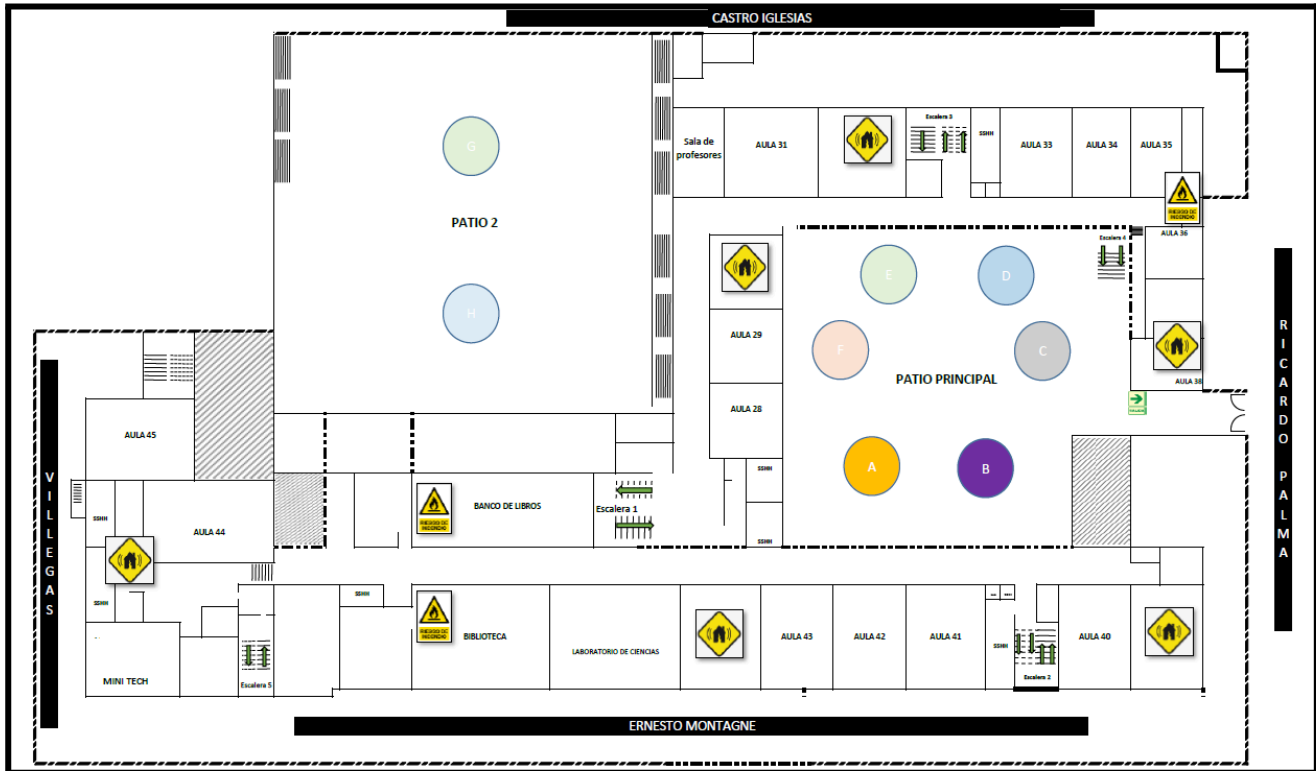 CASTRO IGLESIAS
G
PATIO 2
H
Sala de
profesores
AULA 31
Escalera 3
SSHH
AULA 33
AULA 34
AULA 35
RIESGO DE
INCENDIO
AULA 36
Escalera 4
E
D
F
C
PATIO PRINCIPAL
AULA 29
AULA 28
AULA 38
A
B
SSHH
SSHH
RICARDO PALMA
VILLEGAS
AULA 45
AULA 44
SSHH
SSHH
MINI TECH
RIESGO DE
INCENDIO
BANCO DE LIBROS
Escalera 1
SSHH
RIESGO DE
INCENDIO
BIBLIOTECA
LABORATORIO DE CIENCIAS
AULA 43
AULA 42
AULA 41
SSHH
AULA 40
Escalera 5
Escalera 2
ERNESTO MONTAGNE